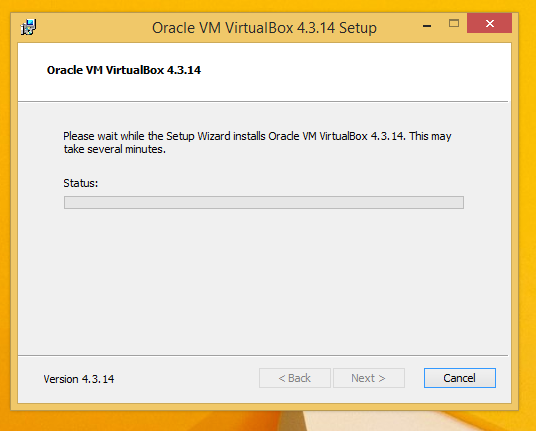 Oracle VM VirtualBox 4.3.14 Setup
Oracle VM VirtualBox 4.3.14
Please wait while the Setup Wizard installs Oracle VM VirtualBox 4.3.14. This may
take several minutes.
Status:
Version 4.3.14
< Back
Next >
Cancel